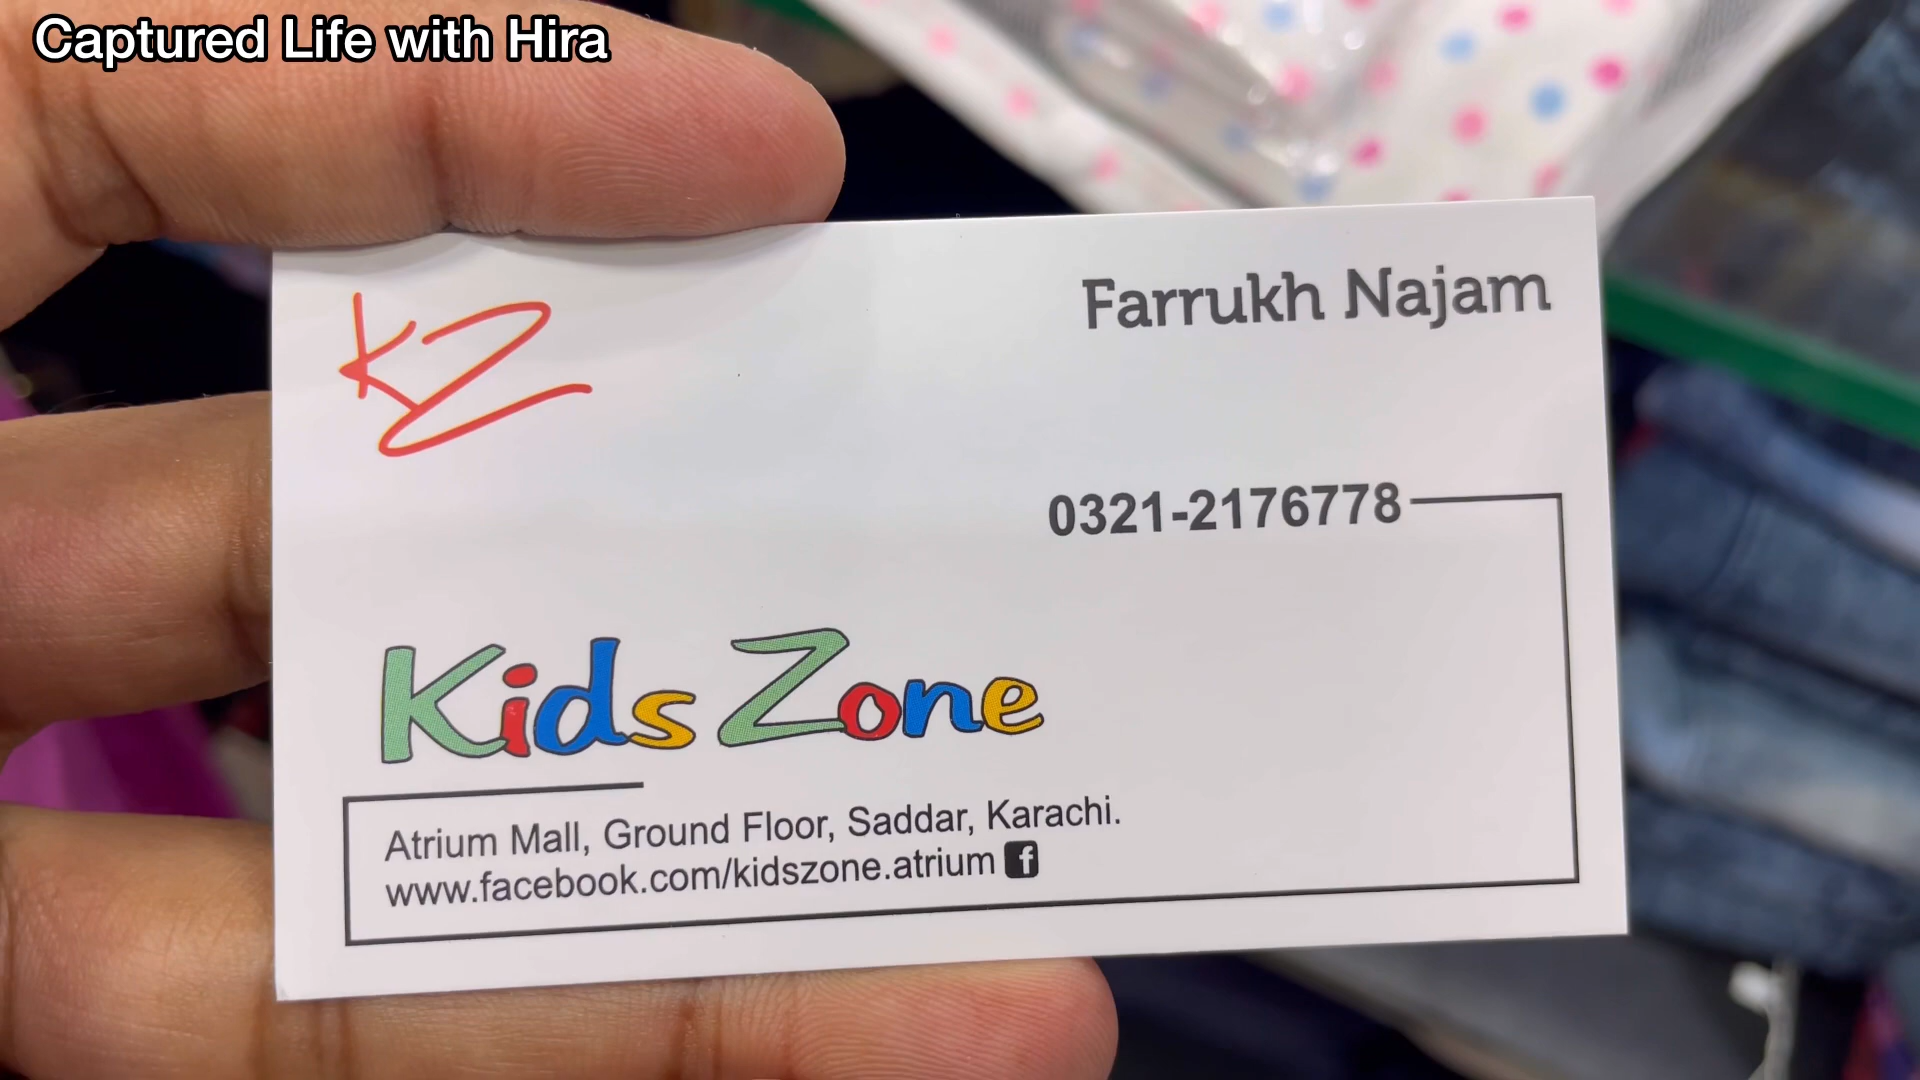 Captured Life with Hira
KZ
Farrukh Najam
0321-2176778
Kids Zone
Atrium Mall, Ground Floor, Saddar, Karachi.
www.facebook.com/kidszone.atrium f